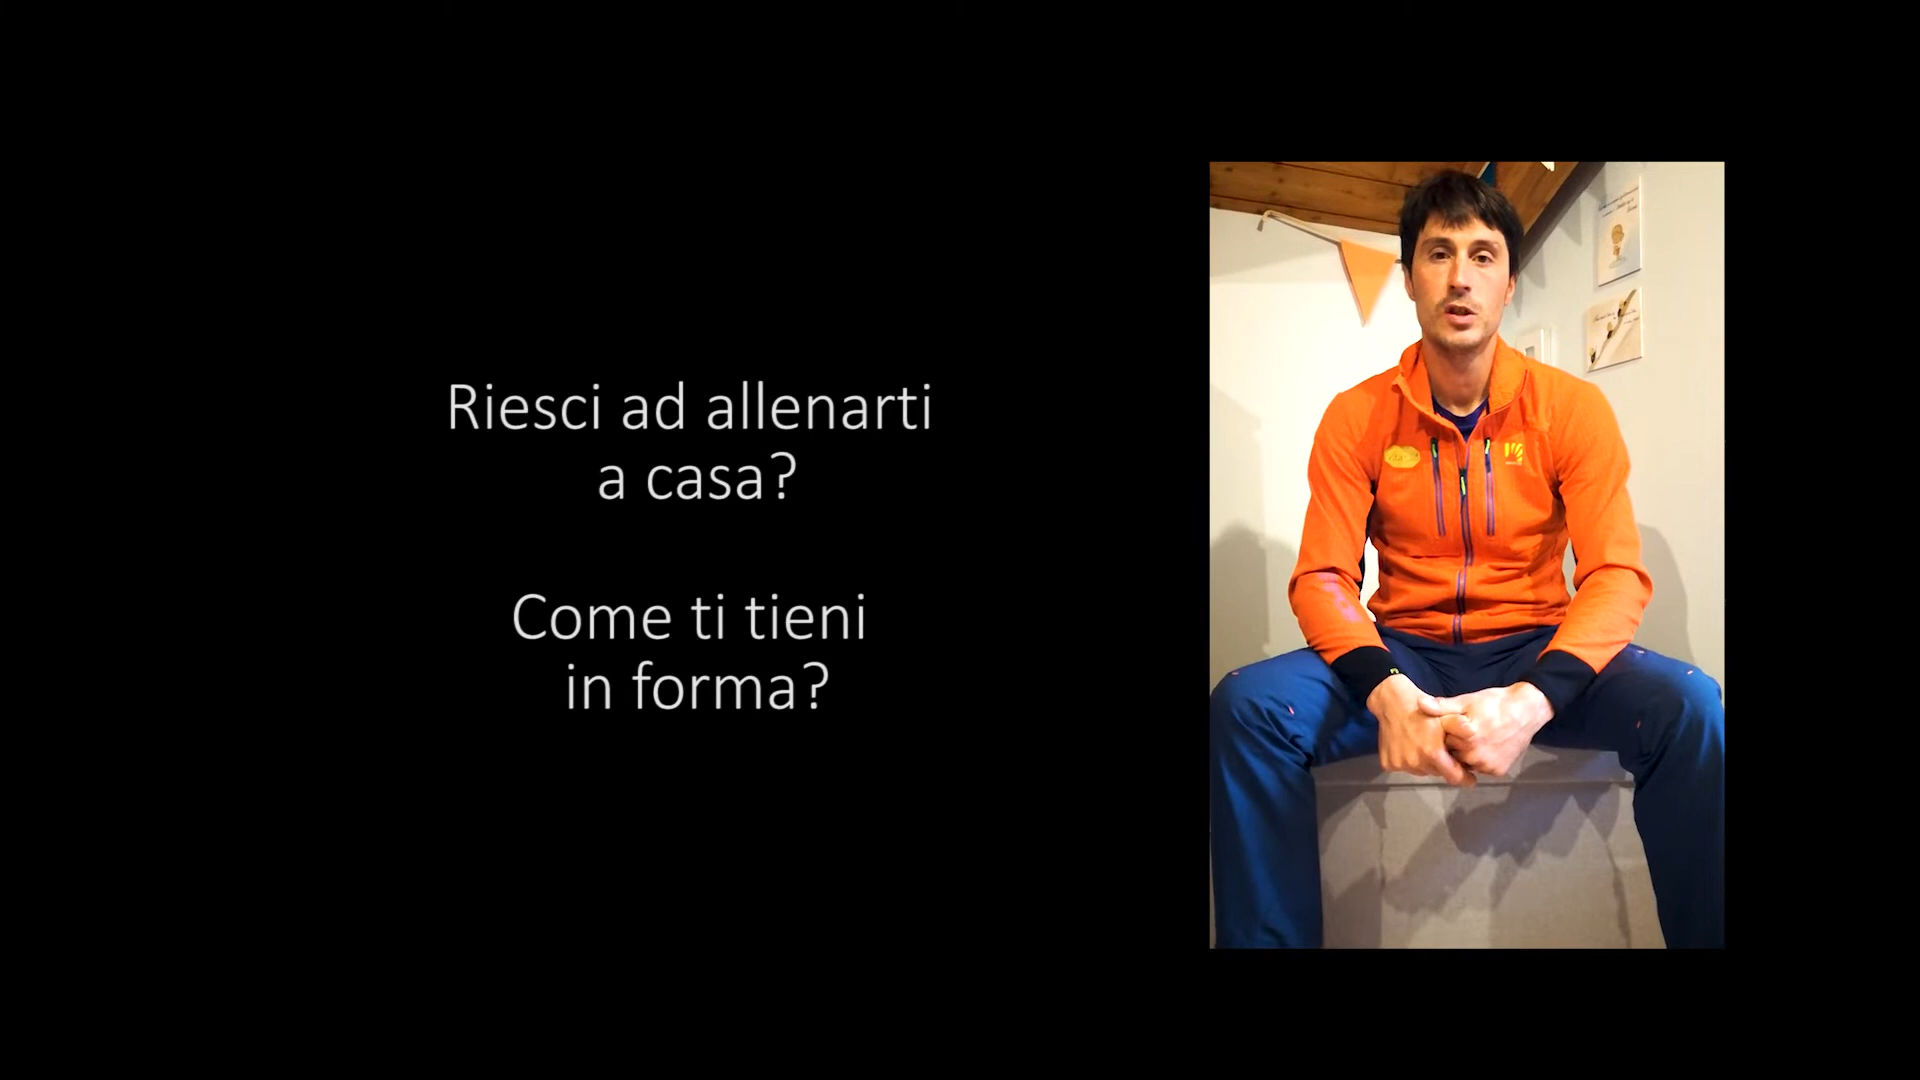 Riesci ad allenarti
a casa?
Come ti tieni
in forma?